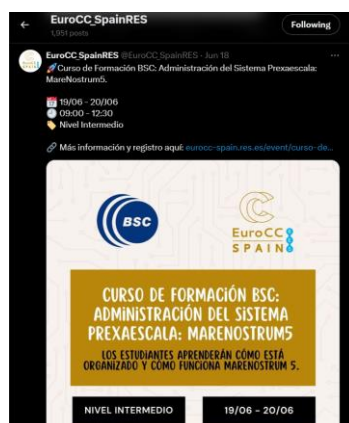 EuroCC_SpainRES
1,951 posts
Following
EuroCC_SpainRES @EuroCC_SpainRES · Jun 18
🚀Curso de Formación BSC: Administración del Sistema Prexaescala:
MareNostrum5.
📅 19/06 - 20/J06
🕘 09:00 - 12:30
🏷️ Nivel Intermedio
🔗 Más información y registro aquí: eurocc-spain.res.es/event/curso-de…
BSC
EuroCC
SPAIN
CURSO DE FORMACIÓN BSC:
ADMINISTRACIÓN DEL SISTEMA
PREXAESCALA: MARENOSTRUM5
LOS ESTUDIANTES APRENDERÁN CÓMO ESTÁ
ORGANIZADO Y CÓMO FUNCIONA MARENOSTRUM 5.
NIVEL INTERMEDIO
19/06 - 20/06